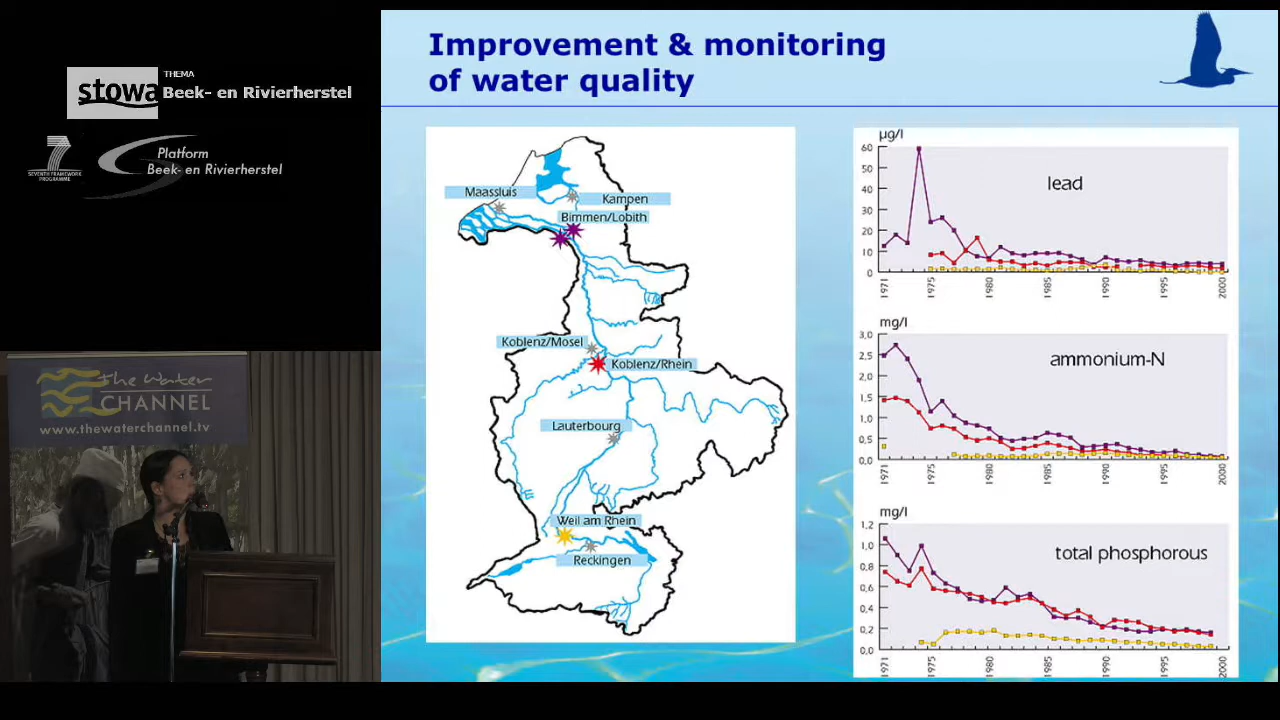 Improvement & monitoring
of water quality
stowa
THEMA
Beek- en Rivierherstel
7
SEVENTH FRAMEWORK
PROGRAMME
Platform
Beek- en Rivierherstel
the water
CHANNEL
www.thewaterchannel.tv
Maassluis
Kampen
Bimmen/Lobith
Koblenz/Mosel
Koblenz/Rhein
Lauterbourg
Weil am Rhein
Reckingen
µg/l
lead
60
50
40
30
20
10
0
1971
1975
1980
1985
1990
1995
2000
mg/l
ammonium-N
3,0
2,5
2,0
1,5
1,0
0,5
0,0
1971
1975
1980
1985
1990
1995
2000
mg/l
total phosphorous
1,2
1,0
0,8
0,6
0,4
0,2
0,0
1971
1975
1980
1985
1990
1995
2000